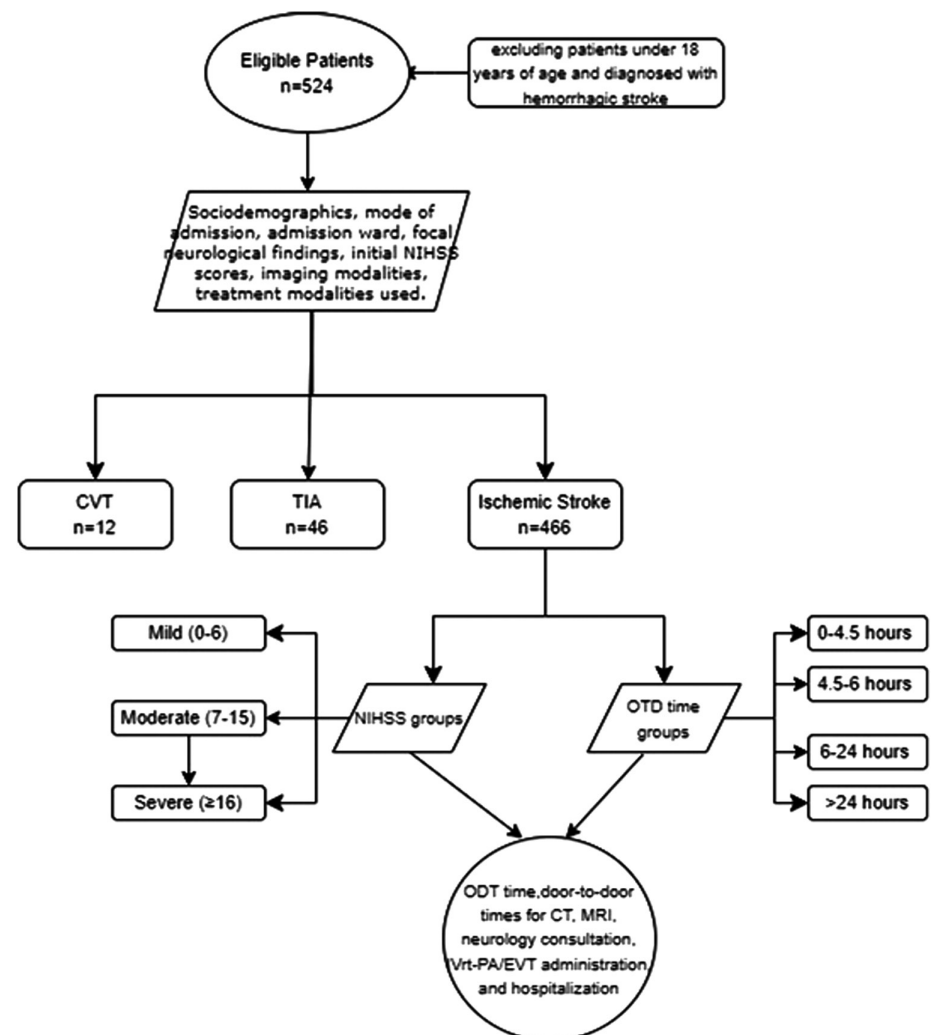 Eligible Patients
n=524
excluding patients under 18
years of age and diagnosed with
hemorrhagic stroke
Sociodemographics, mode of
admission, admission ward, focal
neurological findings, initial NIHSS
scores, imaging modalities,
treatment modalities used.
CVT
n=12
TIA
n=46
Ischemic Stroke
n=466
Mild (0-6)
Moderate (7-15)
Severe (≥16)
NIHSS groups
OTD time
groups
0-4.5 hours
4.5-6 hours
6-24 hours
>24 hours
ODT time,door-to-door
times for CT, MRI,
neurology consultation,
IVrt-PA/EVT administration,
and hospitalization